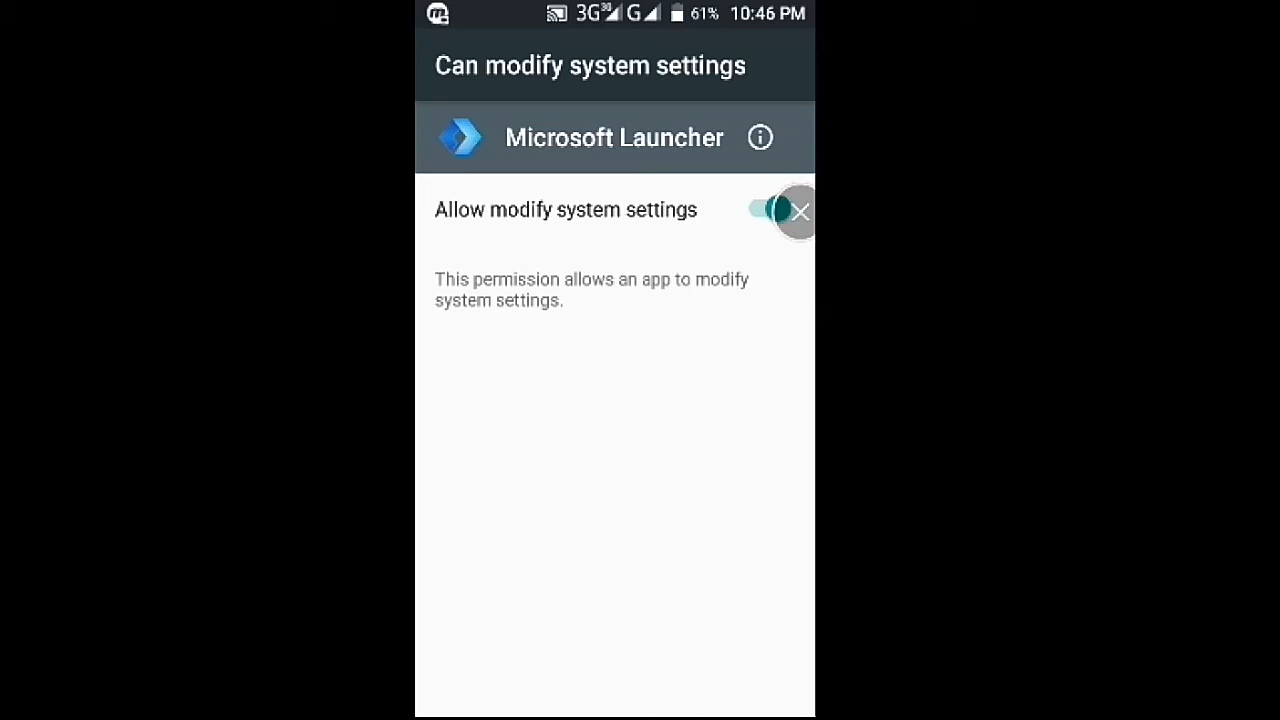 3G 3G G 61% 10:46 PM
Can modify system settings
Microsoft Launcher
Allow modify system settings
This permission allows an app to modify
system settings.